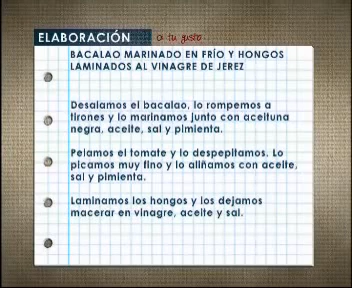 ELABORACIÓN a tu gusto
BACALAO MARINADO EN FRÍO Y HONGOS
LAMINADOS AL VINAGRE DE JEREZ
Desalamos el bacalao, lo rompemos a
tirones y lo marinamos junto con aceituna
negra, aceite, sal y pimienta.
Pelamos el tomate y lo despepitamos. Lo
picamos muy fino y lo aliñamos con aceite,
sal y pimienta.
Laminamos los hongos y los dejamos
macerar en vinagre, aceite y sal.